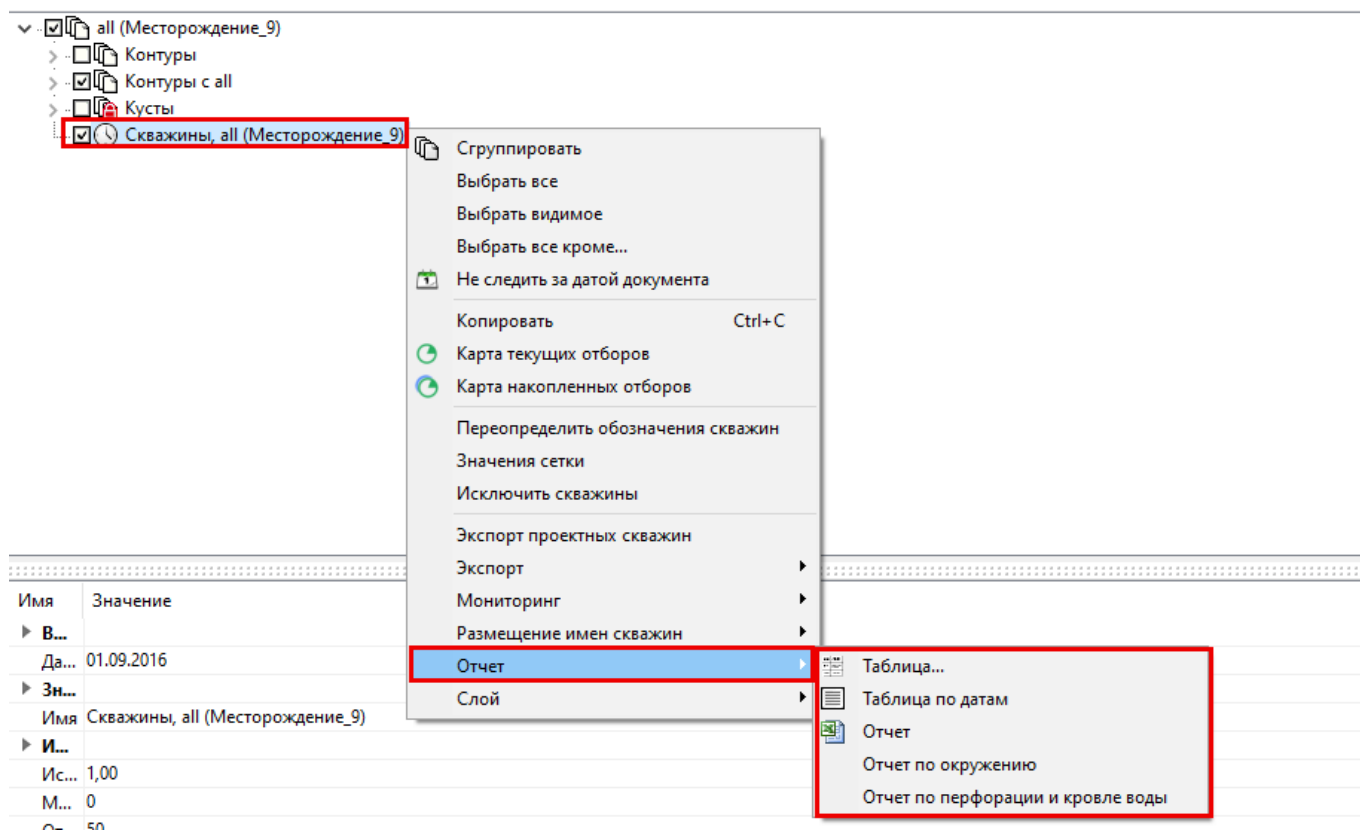 all (Месторождение_9)
Контуры
Контуры с all
Кусты
Скважины, all (Месторождение_9)
Сгруппировать
Выбрать все
Выбрать видимое
Выбрать все кроме...
Не следить за датой документа
Копировать Ctrl+C
Карта текущих отборов
Карта накопленных отборов
Переопределить обозначения скважин
Значения сетки
Исключить скважины
Экспорт проектных скважин
Экспорт
Мониторинг
Размещение имен скважин
Отчет
Слой
Таблица...
Таблица по датам
Отчет
Отчет по окружению
Отчет по перфорации и кровле воды
Имя Значение
В...
Да... 01.09.2016
Зн...
Имя Скважины, all (Месторождение_9)
И...
Ис... 1,00
М... 0
От... 50